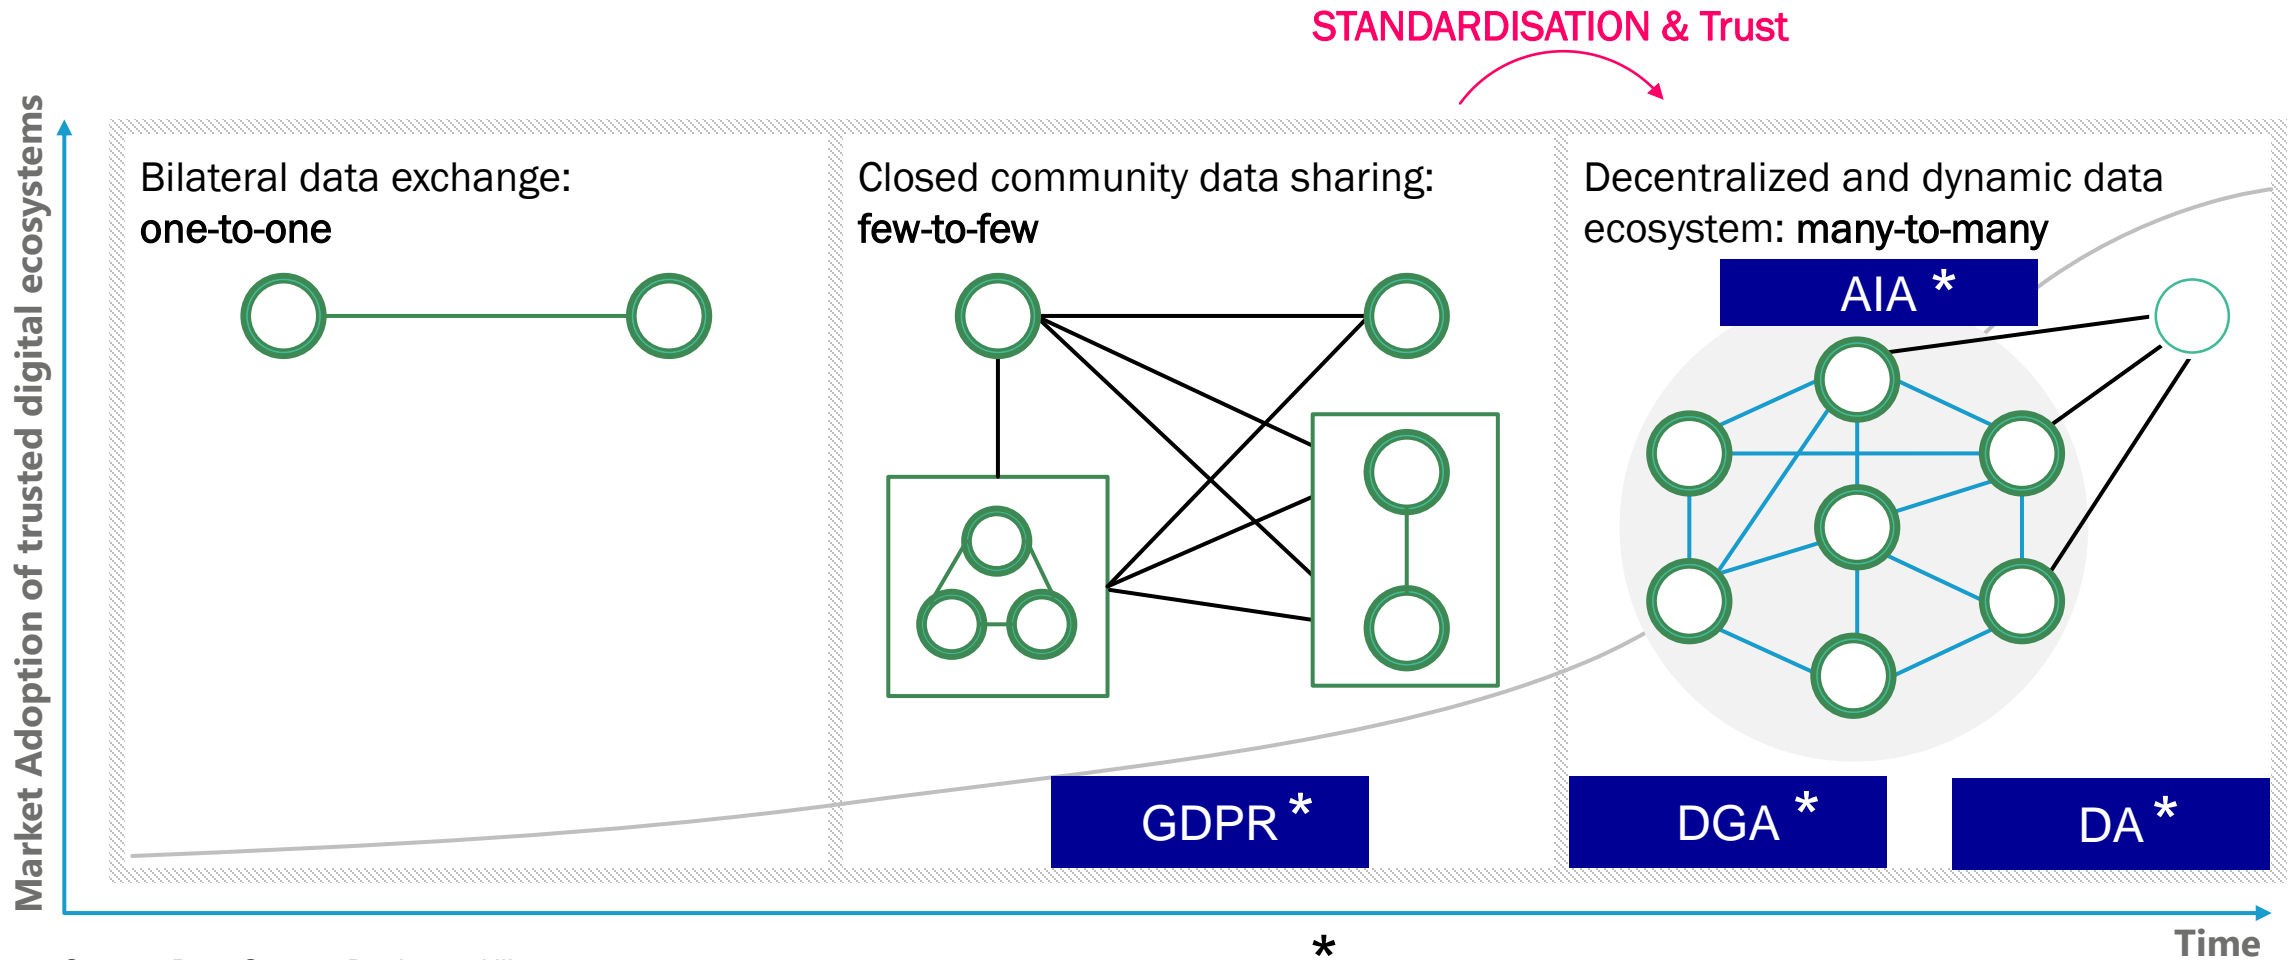 STANDARDISATION & Trust
Market Adoption of trusted digital ecosystems
Bilateral data exchange:
one-to-one
Closed community data sharing:
few-to-few
Decentralized and dynamic data
ecosystem: many-to-many
AIA *
GDPR *
DGA *
DA *
Time
*